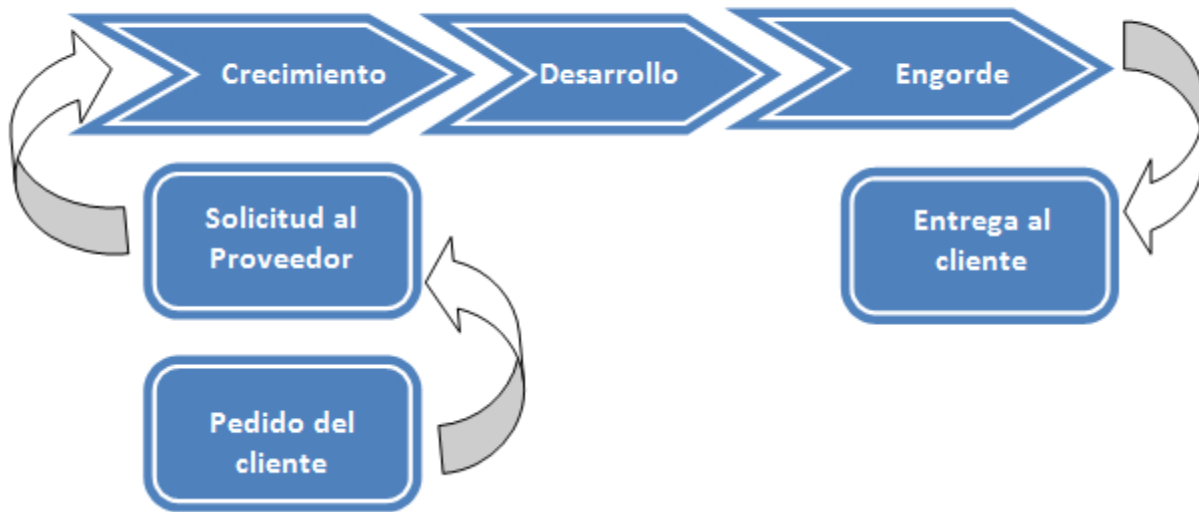 Crecimiento
Desarrollo
Engorde
Solicitud al
Proveedor
Entrega al
cliente
Pedido del
cliente